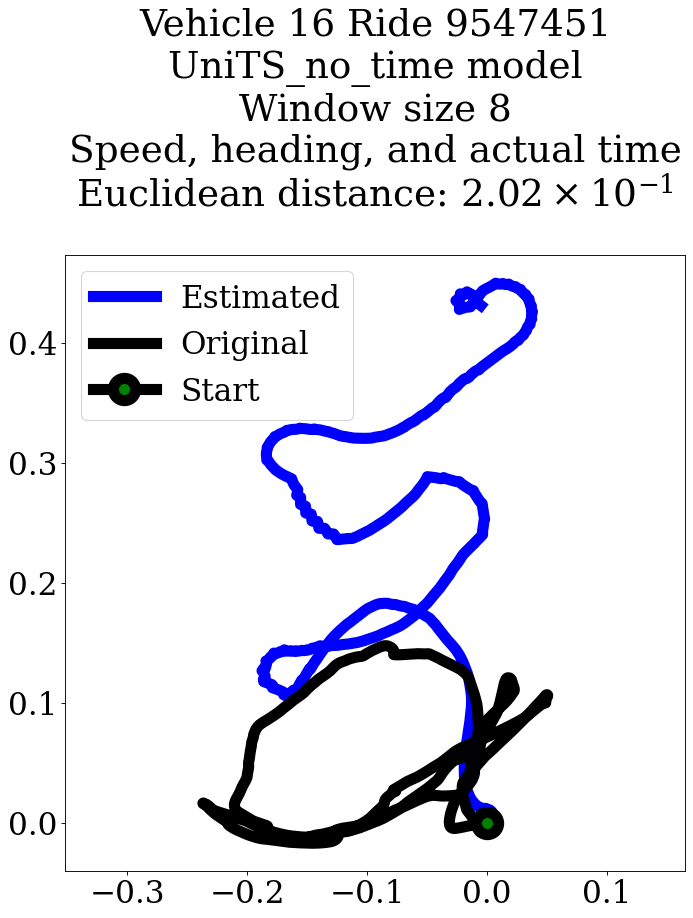 Vehicle 16 Ride 9547451
UniTS_no_time model
Window size 8
Speed, heading, and actual time
Euclidean distance: 2.02 × 10⁻¹
Estimated
Original
Start
0.4
0.3
0.2
0.1
0.0
−0.3 −0.2 −0.1 0.0 0.1